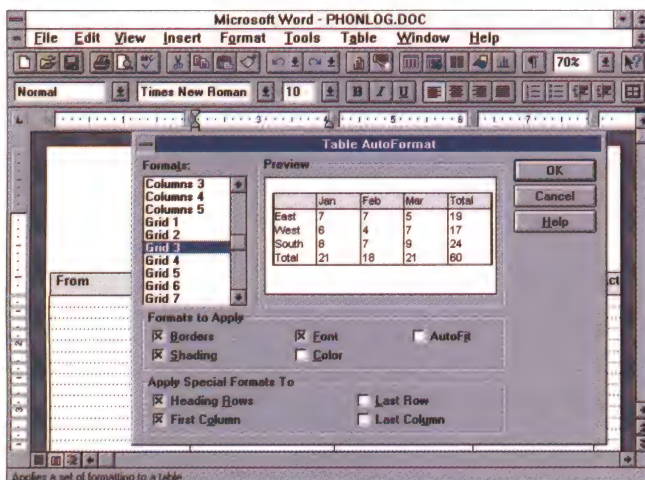 Microsoft Word - PHONLOG.DOC
File Edit View Insert Format Tools Table Window Help
70%
Normal Times New Roman 10 B I U
3 4 5 6 7
Table AutoFormat
Formats:
Columns 3
Columns 4
Columns 5
Grid 1
Grid 2
Grid 3
Grid 4
Grid 5
Grid 6
Grid 7
Preview
Jan Feb Mar Total
East 7 7 5 19
West 6 4 7 17
South 8 7 9 24
Total 21 18 21 60
OK
Cancel
Help
From
Formats to Apply
Borders Font AutoFit
Shading Color
Apply Special Formats To
Heading Rows Last Row
First Column Last Column
Applies a set of formatting to a table